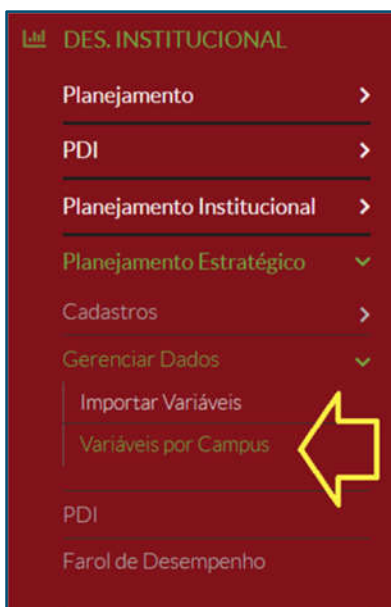 DES. INSTITUCIONAL
Planejamento
PDI
Planejamento Institucional
Planejamento Estratégico
Cadastros
Gerenciar Dados
Importar Variáveis
Variáveis por Campus
PDI
Farol de Desempenho